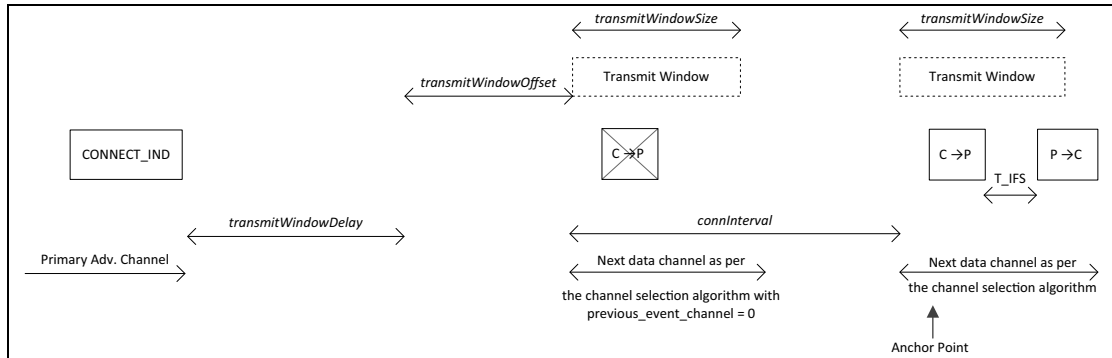 transmitWindowSize
transmitWindowSize
Transmit Window
Transmit Window
transmitWindowOffset
CONNECT_IND
C →P
C →P
P →C
T_IFS
transmitWindowDelay
connInterval
Primary Adv. Channel
Next data channel as per
the channel selection algorithm with
previous_event_channel = 0
Next data channel as per
the channel selection algorithm
Anchor Point